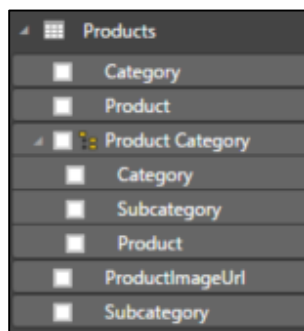 Products
Category
Product
Product Category
Category
Subcategory
Product
ProductImageUrl
Subcategory